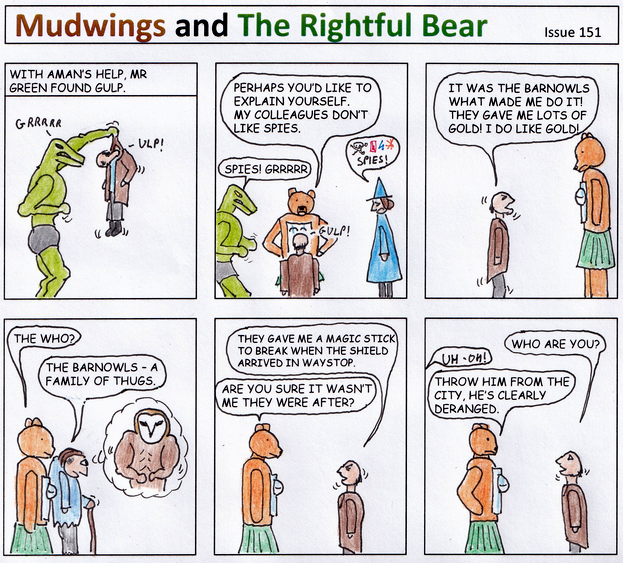 Mudwings and The Rightful Bear
Issue 151
WITH AMAN'S HELP, MR
GREEN FOUND GULP.
GRRRRR
ULP!
PERHAPS YOU'D LIKE TO
EXPLAIN YOURSELF.
MY COLLEAGUES DON'T
LIKE SPIES.
SPIES! GRRRRR
SPIES!
GULP!
IT WAS THE BARNOWLS
WHAT MADE ME DO IT!
THEY GAVE ME LOTS OF
GOLD! I DO LIKE GOLD!
THE WHO?
THE BARNOWLS – A
FAMILY OF THUGS.
THEY GAVE ME A MAGIC STICK
TO BREAK WHEN THE SHIELD
ARRIVED IN WAYSTOP.
ARE YOU SURE IT WASN'T
ME THEY WERE AFTER?
WHO ARE YOU?
UH-OH!
THROW HIM FROM THE
CITY, HE'S CLEARLY
DERANGED.